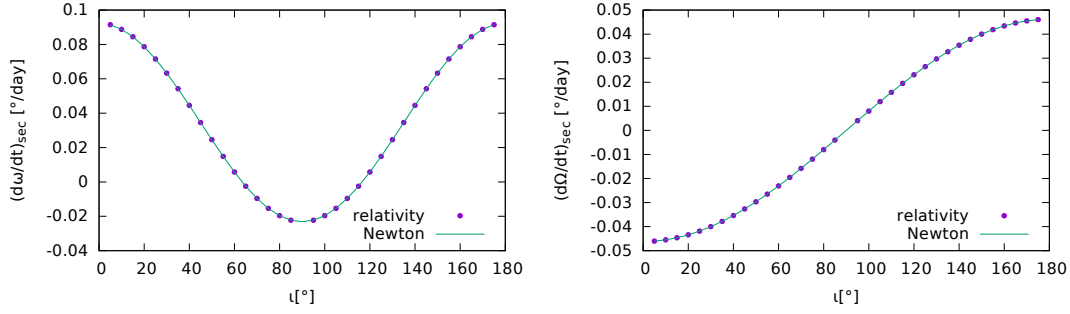 (dω/dt)sec [°/day]
0.1
0.08
0.06
0.04
0.02
0
-0.02
-0.04
relativity
Newton
0 20 40 60 80 100 120 140 160 180
ι[°]
(dΩ/dt)sec [°/day]
0.05
0.04
0.03
0.02
0.01
0
-0.01
-0.02
-0.03
-0.04
-0.05
relativity
Newton
0 20 40 60 80 100 120 140 160 180
ι[°]